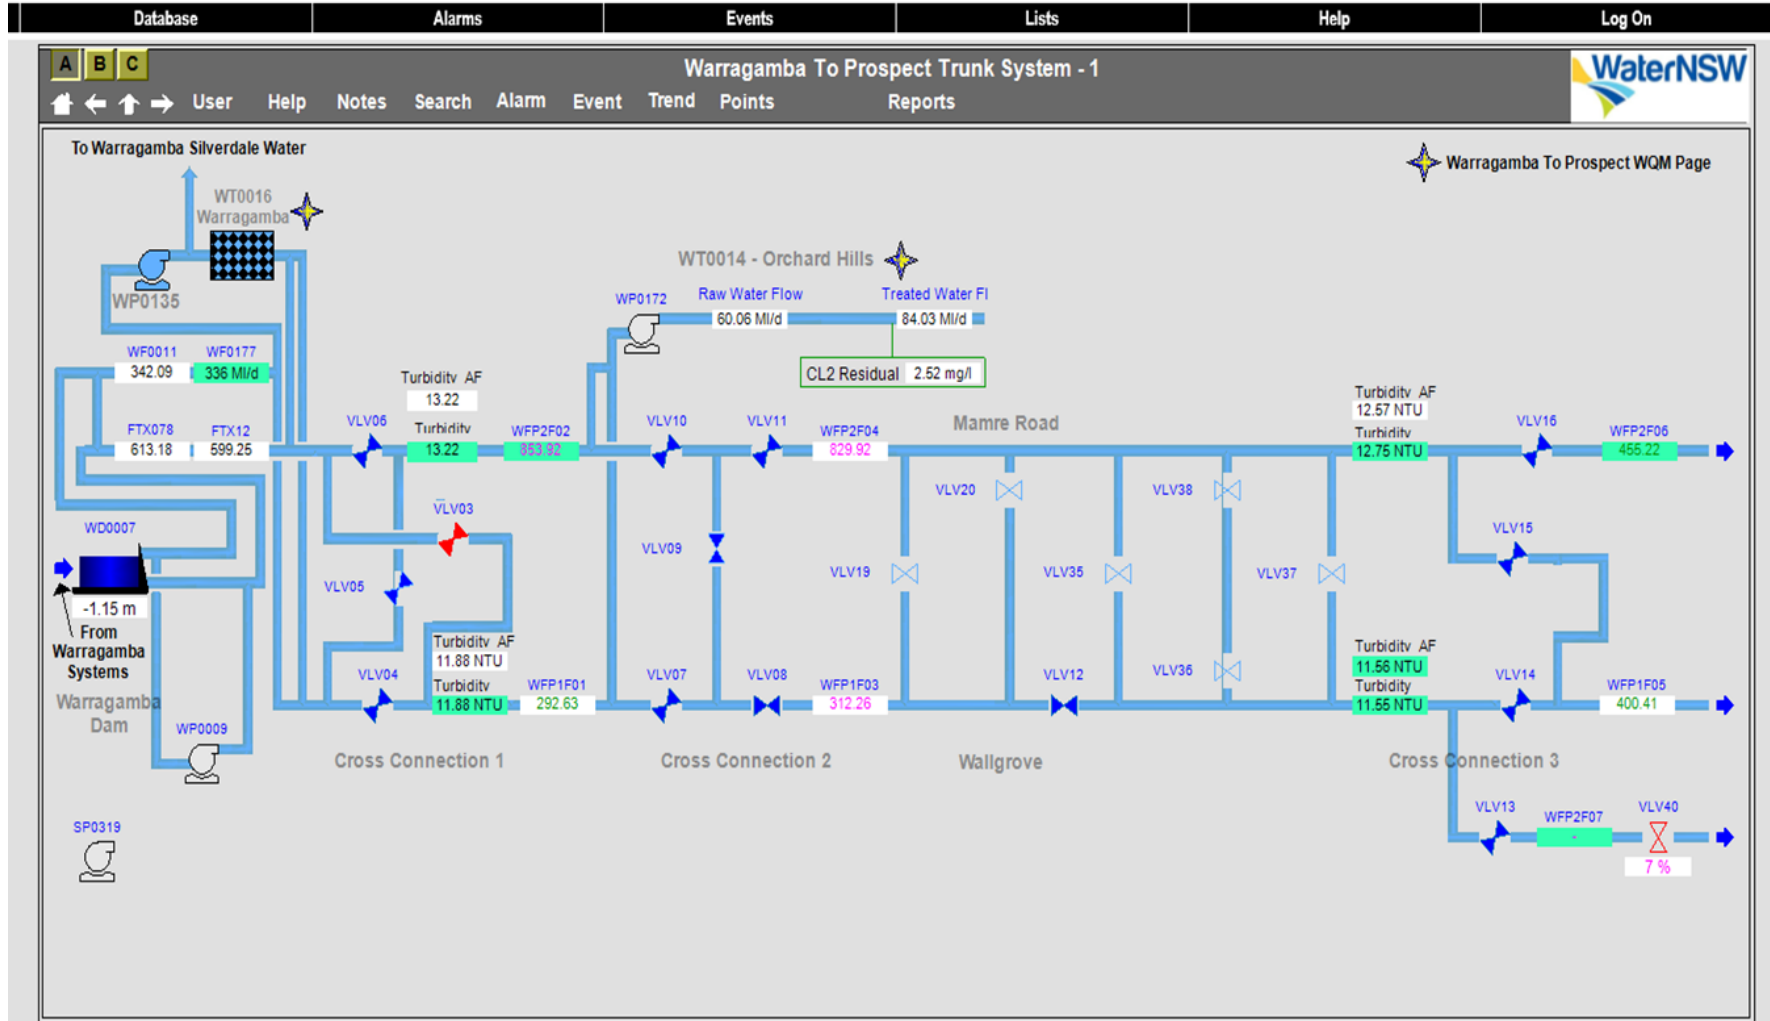 Database Alarms Events Lists Help Log On
A B C
Warragamba To Prospect Trunk System - 1
WaterNSW
User Help Notes Search Alarm Event Trend Points Reports
To Warragamba Silverdale Water
Warragamba To Prospect WQM Page
WT0016
Warragamba
WP0135
WT0014 - Orchard Hills
WP0172
Raw Water Flow
Treated Water Fl
60.06 Ml/d
84.03 Ml/d
CL2 Residual 2.52 mg/l
WF0011 WF0177
342.09 336 Ml/d
FTX078 FTX12
613.18 599.25
VLV06
Turbidity AF
13.22
Turbidity
13.22
WFP2F02
853.92
VLV10
VLV11
WFP2F04
829.92
Mamre Road
Turbidity AF
12.57 NTU
Turbidity
12.75 NTU
VLV16
WFP2F06
455.22
VLV20
VLV38
VLV03
WD0007
-1.15 m
From
Warragamba
Systems
Warragamba
Dam
VLV05
VLV09
VLV19
VLV35
VLV37
VLV15
Turbidity AF
11.88 NTU
Turbidity
11.88 NTU
VLV04
WFP1F01
292.63
VLV07
VLV08
WFP1F03
312.26
VLV12
VLV36
Turbidity AF
11.56 NTU
Turbidity
11.55 NTU
VLV14
WFP1F05
400.41
WP0009
Cross Connection 1
Cross Connection 2
Wallgrove
Cross Connection 3
SP0319
VLV13
WFP2F07
-
VLV40
7 %